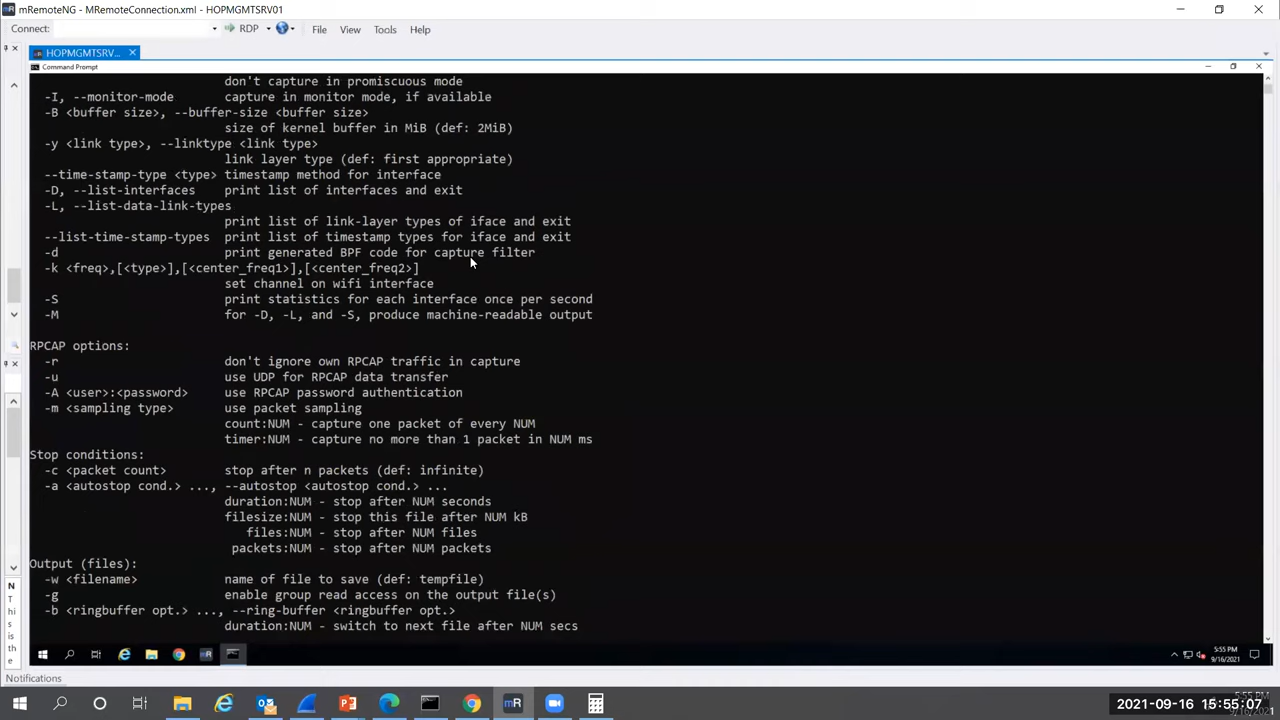 mRemoteNG - MRemoteConnection.xml - HOPMGMTSRV01
Connect: RDP File View Tools Help
HOPMGMTSRV...
Command Prompt
don't capture in promiscuous mode
-I, --monitor-mode capture in monitor mode, if available
-B <buffer size>, --buffer-size <buffer size>
size of kernel buffer in MiB (def: 2MiB)
-y <link type>, --linktype <link type>
link layer type (def: first appropriate)
--time-stamp-type <type> timestamp method for interface
-D, --list-interfaces print list of interfaces and exit
-L, --list-data-link-types
print list of link-layer types of iface and exit
--list-time-stamp-types print list of timestamp types for iface and exit
-d print generated BPF code for capture filter
-k <freq>,[<type>],[<center_freq1>],[<center_freq2>]
set channel on wifi interface
-S print statistics for each interface once per second
-M for -D, -L, and -S, produce machine-readable output
RPCAP options:
-r don't ignore own RPCAP traffic in capture
-u use UDP for RPCAP data transfer
-A <user>:<password> use RPCAP password authentication
-m <sampling type> use packet sampling
count:NUM - capture one packet of every NUM
timer:NUM - capture no more than 1 packet in NUM ms
Stop conditions:
-c <packet count> stop after n packets (def: infinite)
-a <autostop cond.> ..., --autostop <autostop cond.> ...
duration:NUM - stop after NUM seconds
filesize:NUM - stop this file after NUM kB
files:NUM - stop after NUM files
packets:NUM - stop after NUM packets
Output (files):
-w <filename> name of file to save (def: tempfile)
-g enable group read access on the output file(s)
-b <ringbuffer opt.> ..., --ring-buffer <ringbuffer opt.>
duration:NUM - switch to next file after NUM secs
N
T
hi
s
is
th
e
5:55 PM
9/16/2021
Notifications
2021-09-16 15:55:07